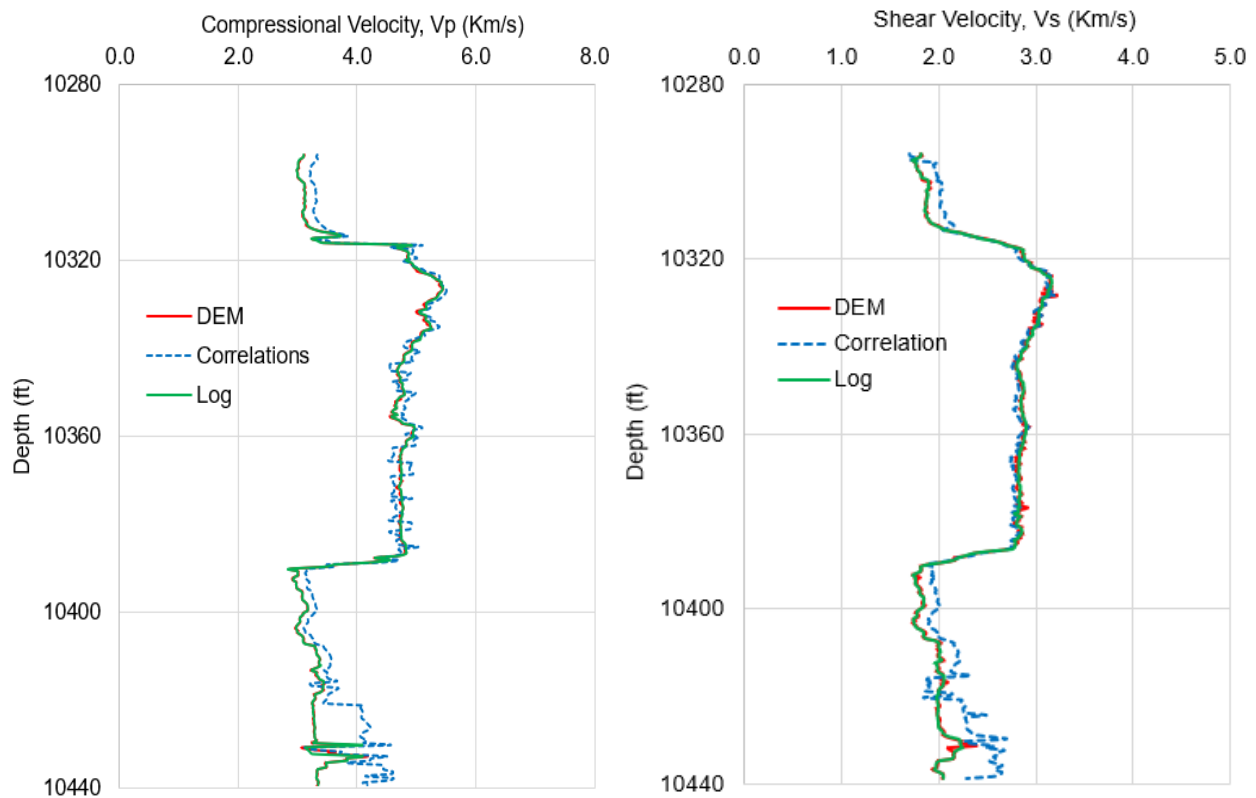 Compressional Velocity, Vp (Km/s)
0.0 2.0 4.0 6.0 8.0
10280
10320
10360
10400
10440
Depth (ft)
DEM
Correlations
Log
Shear Velocity, Vs (Km/s)
0.0 1.0 2.0 3.0 4.0 5.0
10280
10320
10360
10400
10440
Depth (ft)
DEM
Correlation
Log